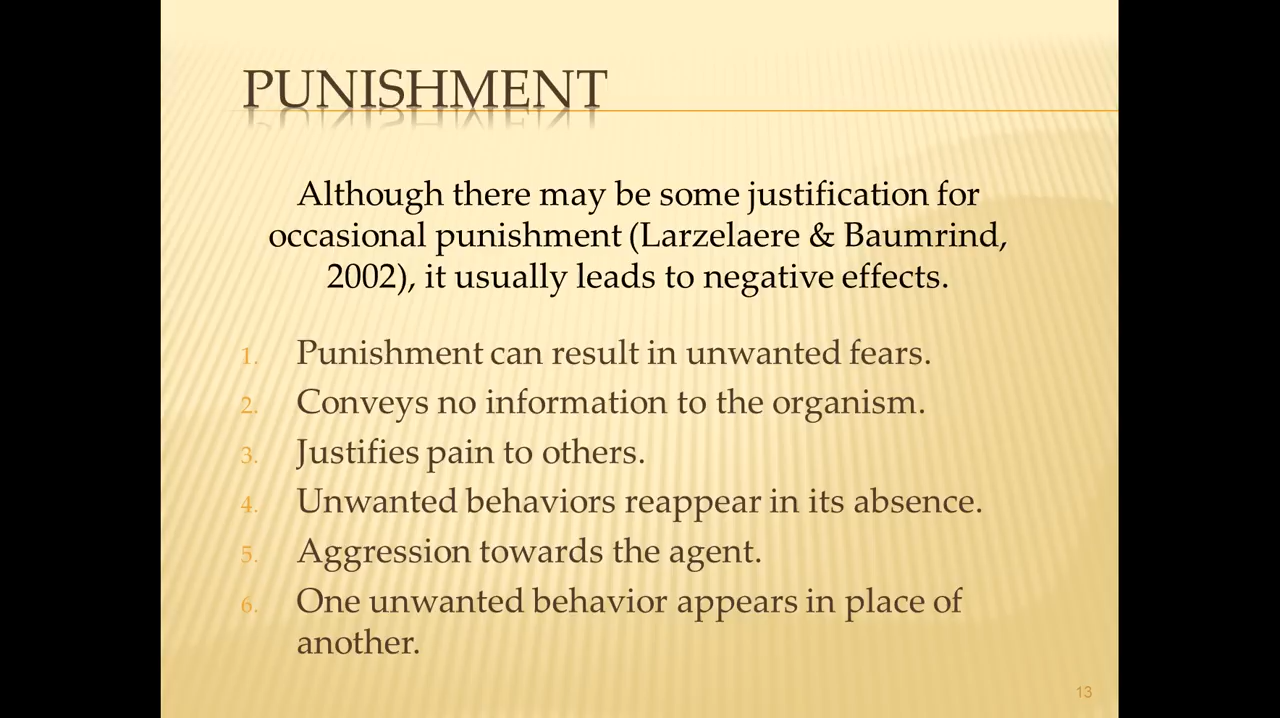 PUNISHMENT
Although there may be some justification for
occasional punishment (Larzelaere & Baumrind,
2002), it usually leads to negative effects.
1. Punishment can result in unwanted fears.
2. Conveys no information to the organism.
3. Justifies pain to others.
4. Unwanted behaviors reappear in its absence.
5. Aggression towards the agent.
6. One unwanted behavior appears in place of
another.
13